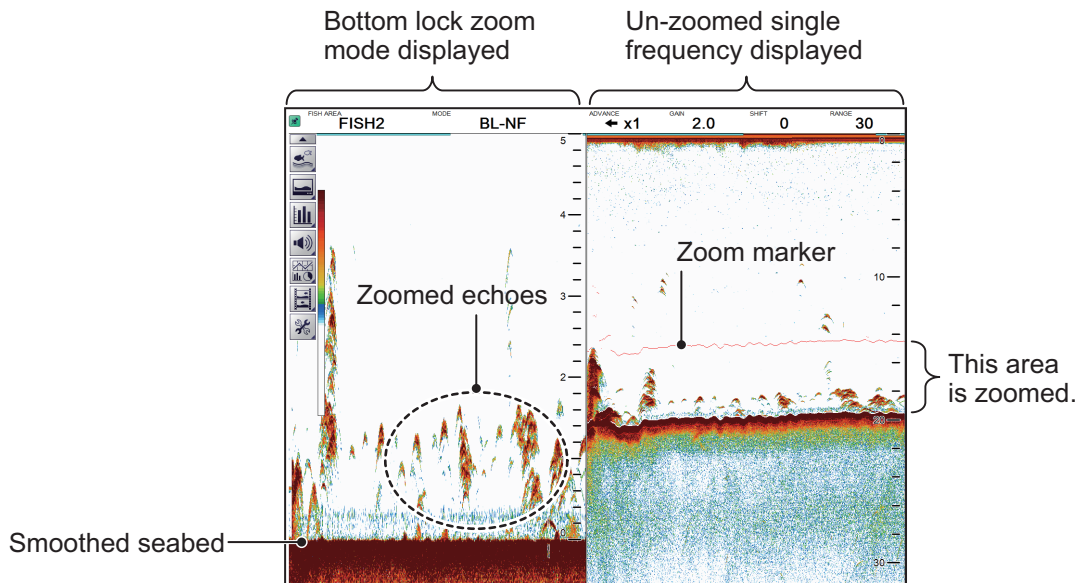 Bottom lock zoom
mode displayed
Un-zoomed single
frequency displayed
FISH AREA
FISH2
MODE
BL-NF
ADVANCE
x1
GAIN
2.0
SHIFT
0
RANGE
30
5
4
3
2
0
10
20
30
Zoomed echoes
Zoom marker
This area
is zoomed.
Smoothed seabed